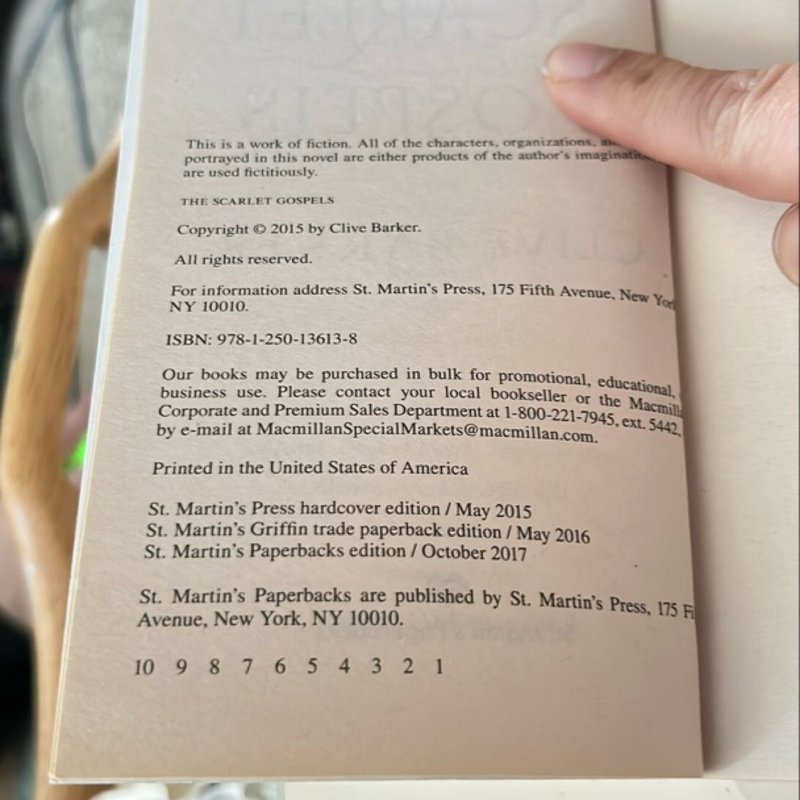 This is a work of fiction. All of the characters, organizations,
portrayed in this novel are either products of the author's
are used fictitiously.
THE SCARLET GOSPELS
Copyright © 2015 by Clive Barker.
All rights reserved.
For information address St. Martin's Press, 175 Fifth Avenue, New
NY 10010.
ISBN: 978-1-250-13613-8
Our books may be purchased in bulk for promotional, educational,
business use. Please contact your local bookseller or the
Corporate and Premium Sales Department at 1-800-221-7945, ext. 5442,
by e-mail at MacmillanSpecialMarkets@macmillan.com.
Printed in the United States of America
St. Martin's Press hardcover edition / May 2015
St. Martin's Griffin trade paperback edition / May 2016
St. Martin's Paperbacks edition / October 2017
St. Martin's Paperbacks are published by St. Martin's Press, 175
Avenue, New York, NY 10010.
10 9 8 7 6 5 4 3 2 1